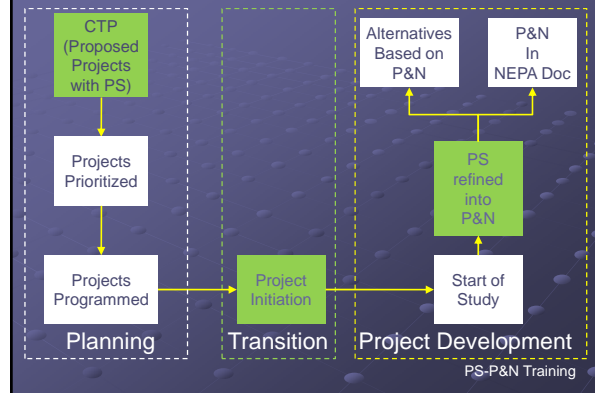 CTP
(Proposed
Projects
with PS)
Projects
Prioritized
Projects
Programmed
Planning
Project
Initiation
Transition
Alternatives
Based on
P&N
P&N
In
NEPA Doc
PS
refined
into
P&N
Start of
Study
Project Development
PS-P&N Training